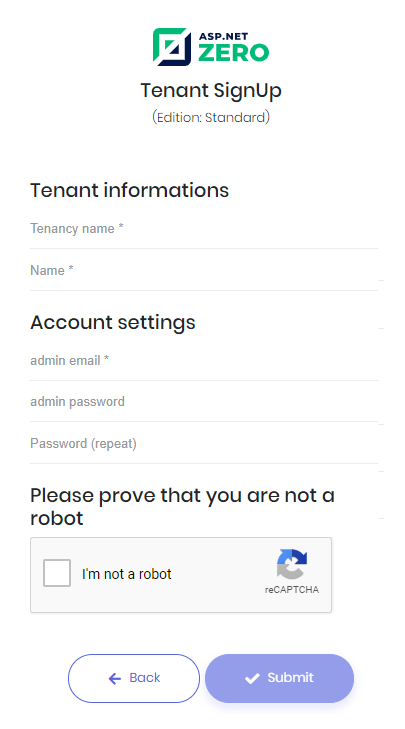 ASP.NET
ZERO
Tenant SignUp
(Edition: Standard)
Tenant informations
Tenancy name *
Name *
Account settings
admin email *
admin password
Password (repeat)
Please prove that you are not a
robot
I'm not a robot
reCAPTCHA
Back
Submit